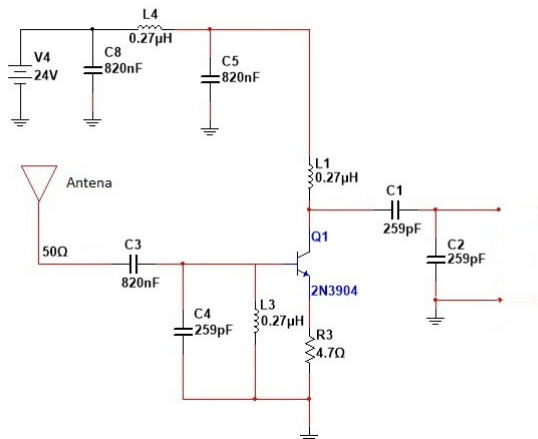 L4
0.27µH
V4
24V
C8
820nF
C5
820nF
L1
0.27µH
Antena
C1
259pF
Q1
50Ω
C3
820nF
C2
259pF
2N3904
L3
0.27µH
C4
259pF
R3
4.7Ω